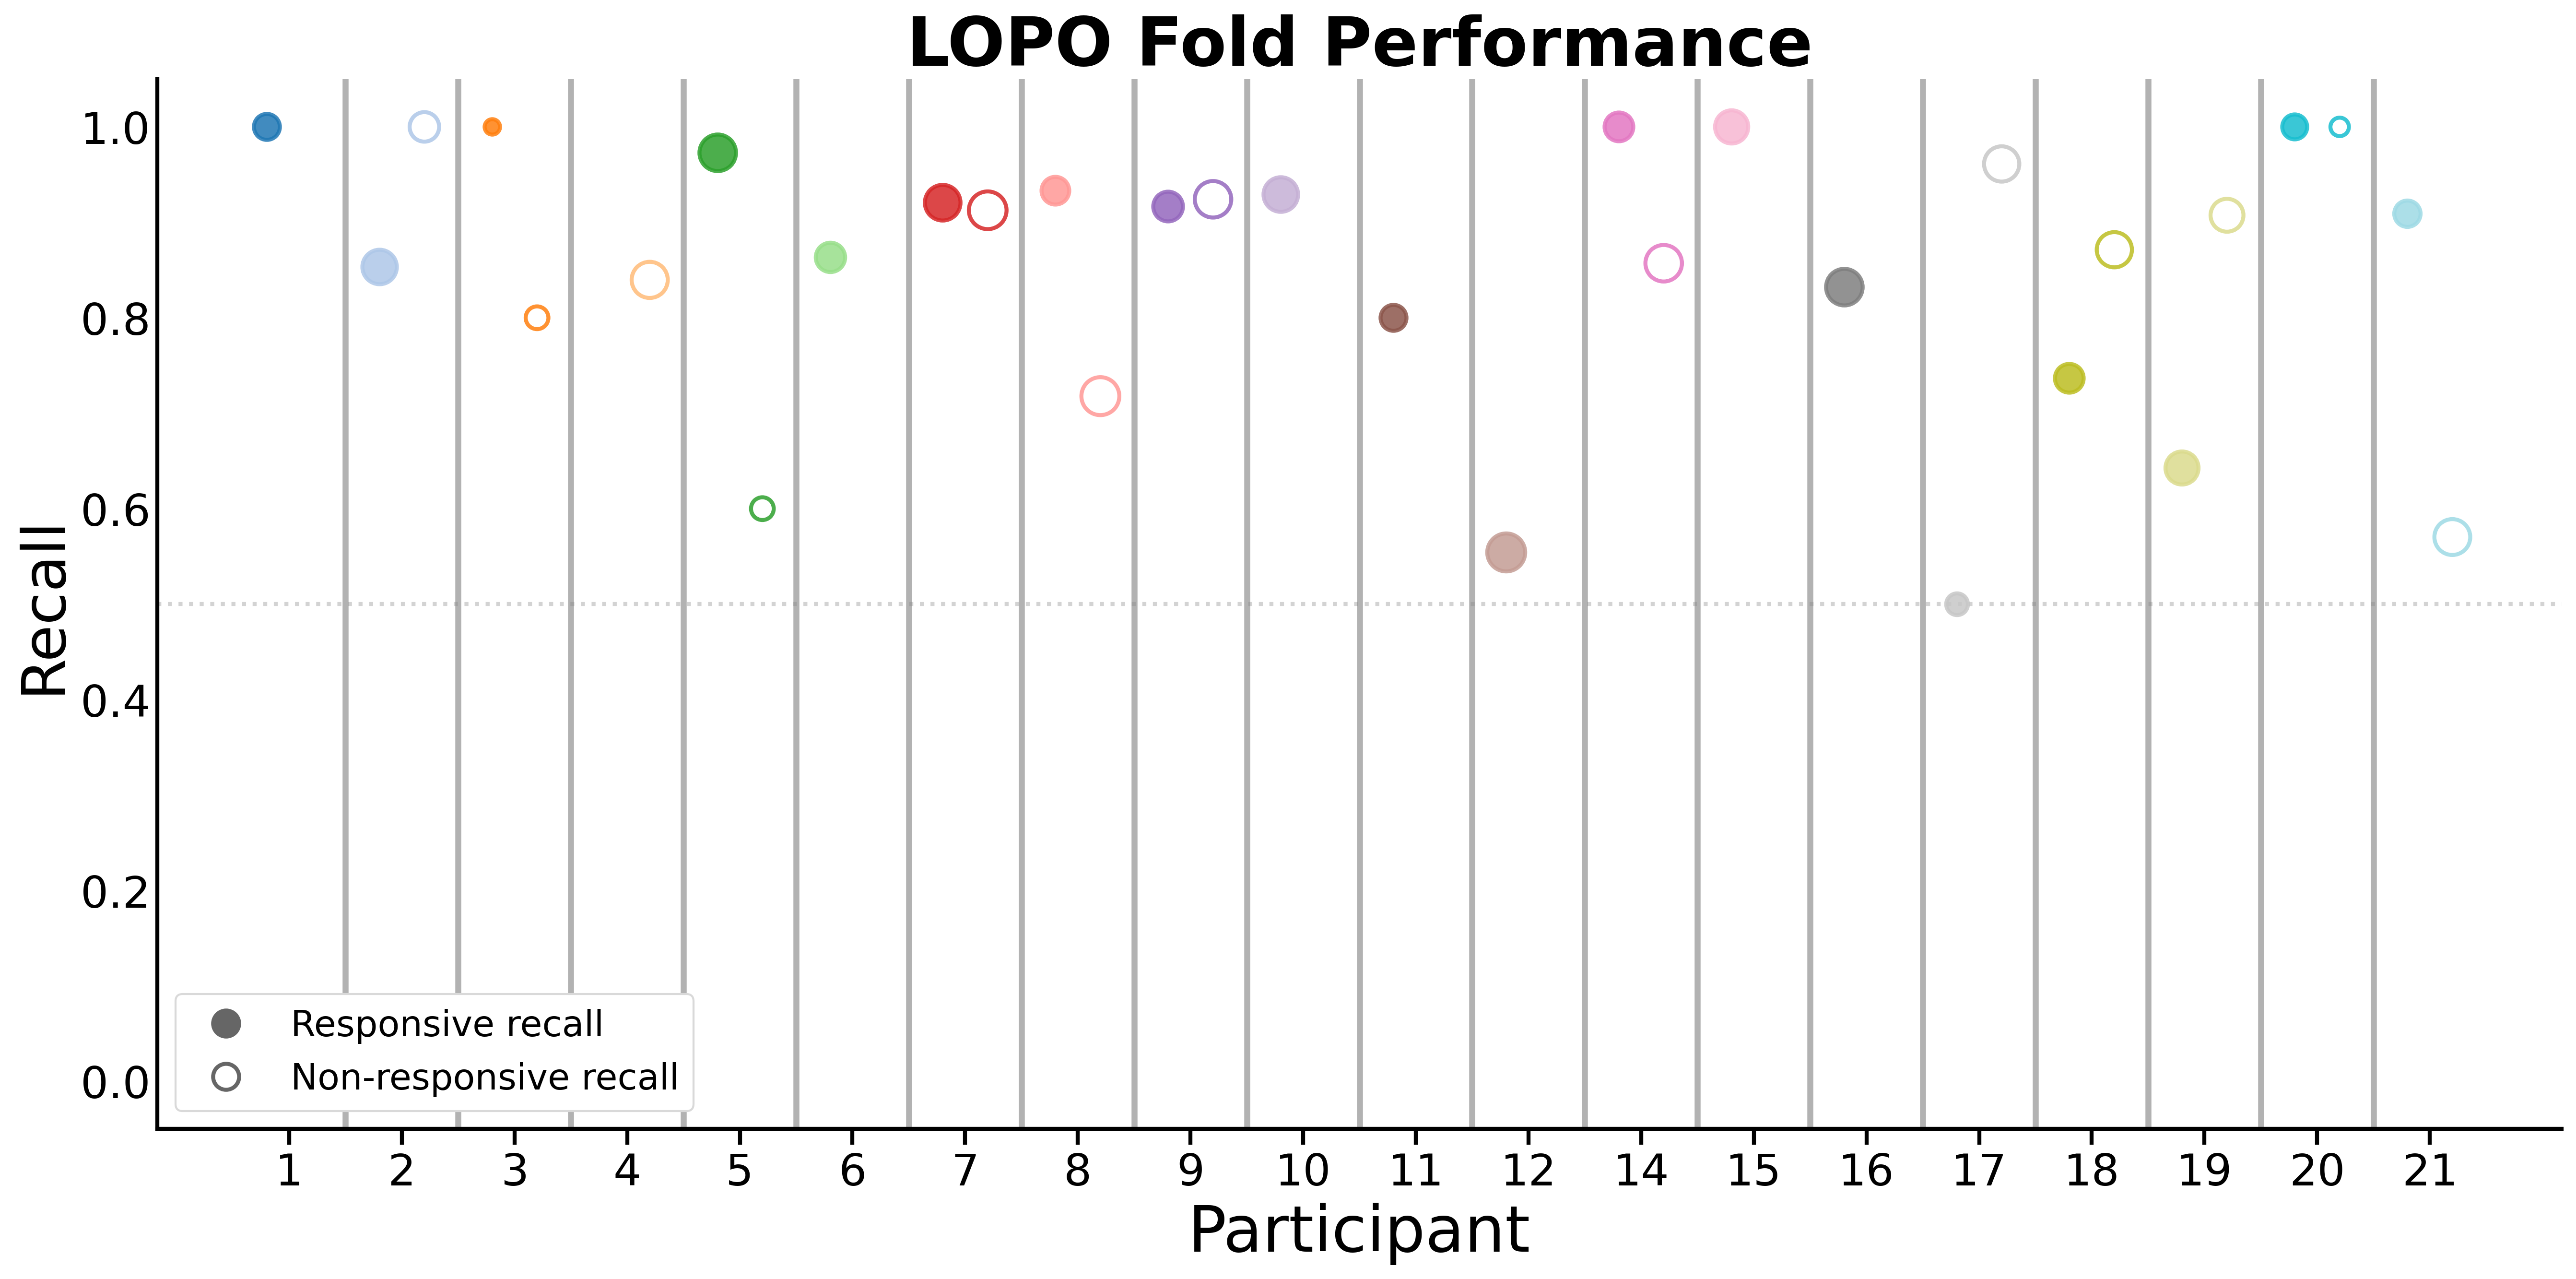 LOPO Fold Performance
Recall
1.0
0.8
0.6
0.4
0.2
0.0
Responsive recall
Non-responsive recall
1 2 3 4 5 6 7 8 9 10 11 12 14 15 16 17 18 19 20 21
Participant